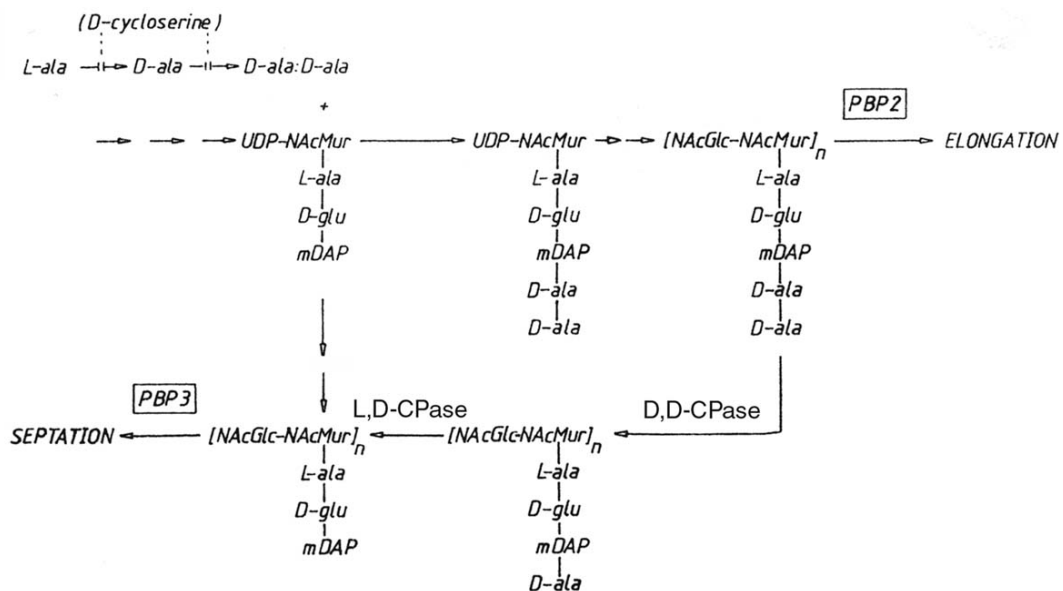 (D-cycloserine)
L-ala D-ala D-ala:D-ala
+
PBP2
UDP-NAcMur UDP-NAcMur [NAcGlc-NAcMur]n ELONGATION
L-ala L-ala L-ala
D-glu D-glu D-glu
mDAP mDAP mDAP
D-ala D-ala
D-ala D-ala
PBP3 L,D-CPase D,D-CPase
SEPTATION [NAcGlc-NAcMur]n [NAcGlc-NAcMur]n
L-ala L-ala
D-glu D-glu
mDAP mDAP
D-ala